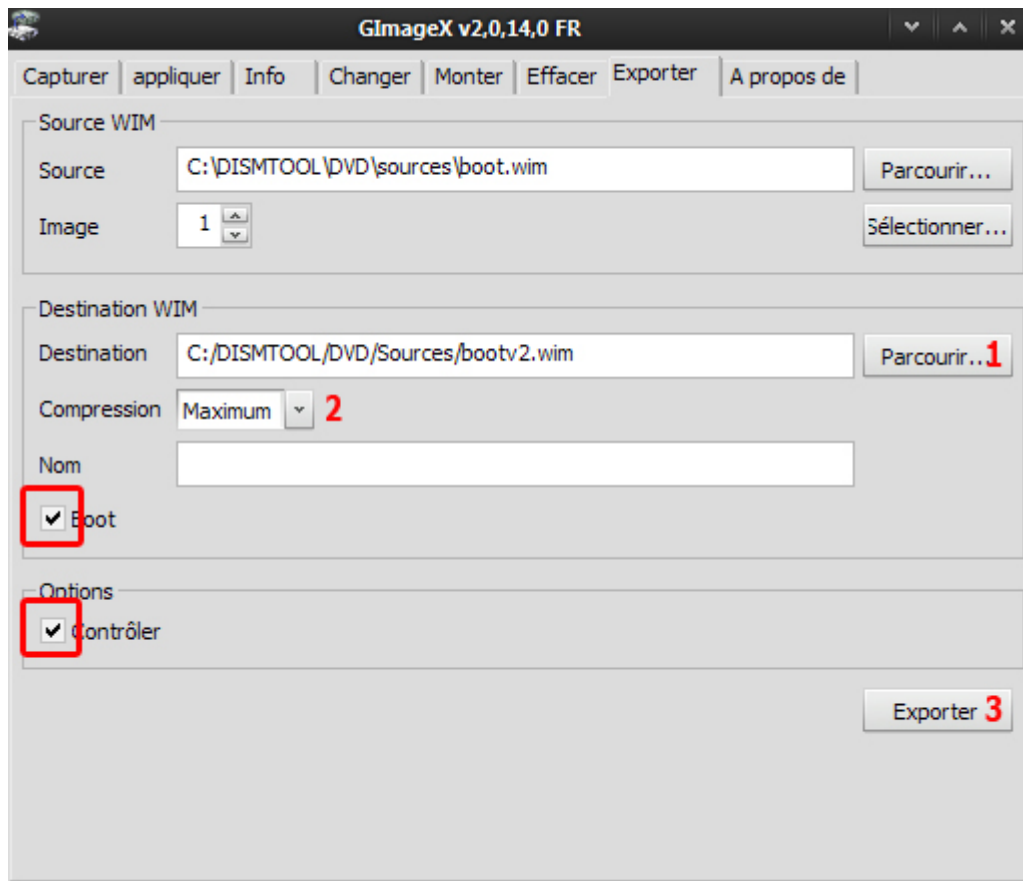 GImageX v2,0,14,0 FR
Capturer appliquer Info Changer Monter Effacer Exporter A propos de
Source WIM
Source C:\DISMTOOL\DVD\sources\boot.wim Parcourir...
Image 1 Sélectionner...
Destination WIM
Destination C:/DISMTOOL/DVD/Sources/bootv2.wim Parcourir... 1
Compression Maximum 2
Nom
Boot
Options
Contrôler
Exporter 3